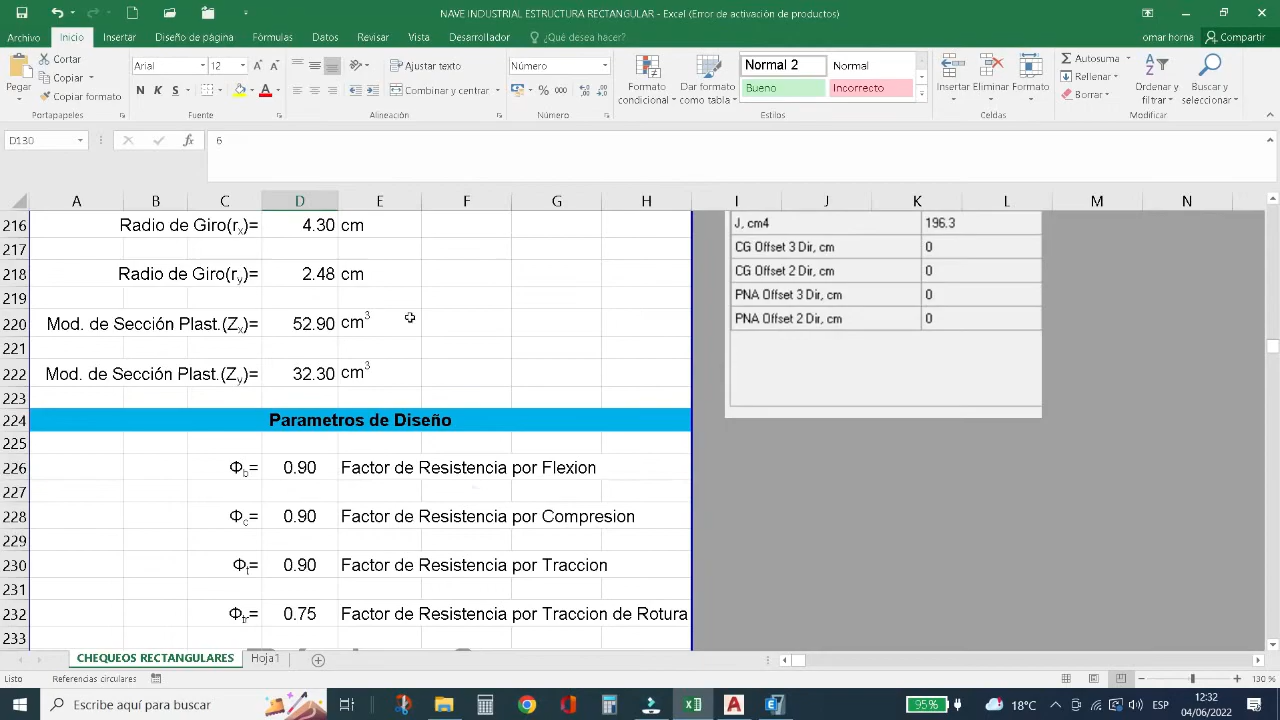 NAVE INDUSTRIAL ESTRUCTURA RECTANGULAR - Excel (Error de activación de productos)
Archivo Inicio Insertar Diseño de página Fórmulas Datos Revisar Vista Desarrollador ¿Qué desea hacer? omar horna Compartir
Cortar Arial 12 Ajustar texto Número Normal 2 Normal Autosuma
Pegar Copiar N K S Combinar y centrar Formato condicional Dar formato como tabla Bueno Incorrecto Insertar Eliminar Formato Rellenar Ordenar y filtrar Buscar y seleccionar
Copiar formato Borrar
Portapapeles Fuente Alineación Número Estilos Celdas Modificar
D130 fx 6
A B C D E F G H I J K L M N
216 Radio de Giro(rx)= 4.30 cm J, cm4 196.3
217 CG Offset 3 Dir, cm 0
218 Radio de Giro(ry)= 2.48 cm CG Offset 2 Dir, cm 0
219 PNA Offset 3 Dir, cm 0
220 Mod. de Sección Plast.(Zx)= 52.90 cm3 PNA Offset 2 Dir, cm 0
221
222 Mod. de Sección Plast.(Zy)= 32.30 cm3
223
224 Parametros de Diseño
225
226 Φb= 0.90 Factor de Resistencia por Flexion
227
228 Φc= 0.90 Factor de Resistencia por Compresion
229
230 Φt= 0.90 Factor de Resistencia por Traccion
231
232 Φtr= 0.75 Factor de Resistencia por Traccion de Rotura
233
CHEQUEOS RECTANGULARES Hoja1
Listo Referencias circulares 130 %
Escribe aquí para buscar 95% 18°C ESP 12:32
04/06/2022